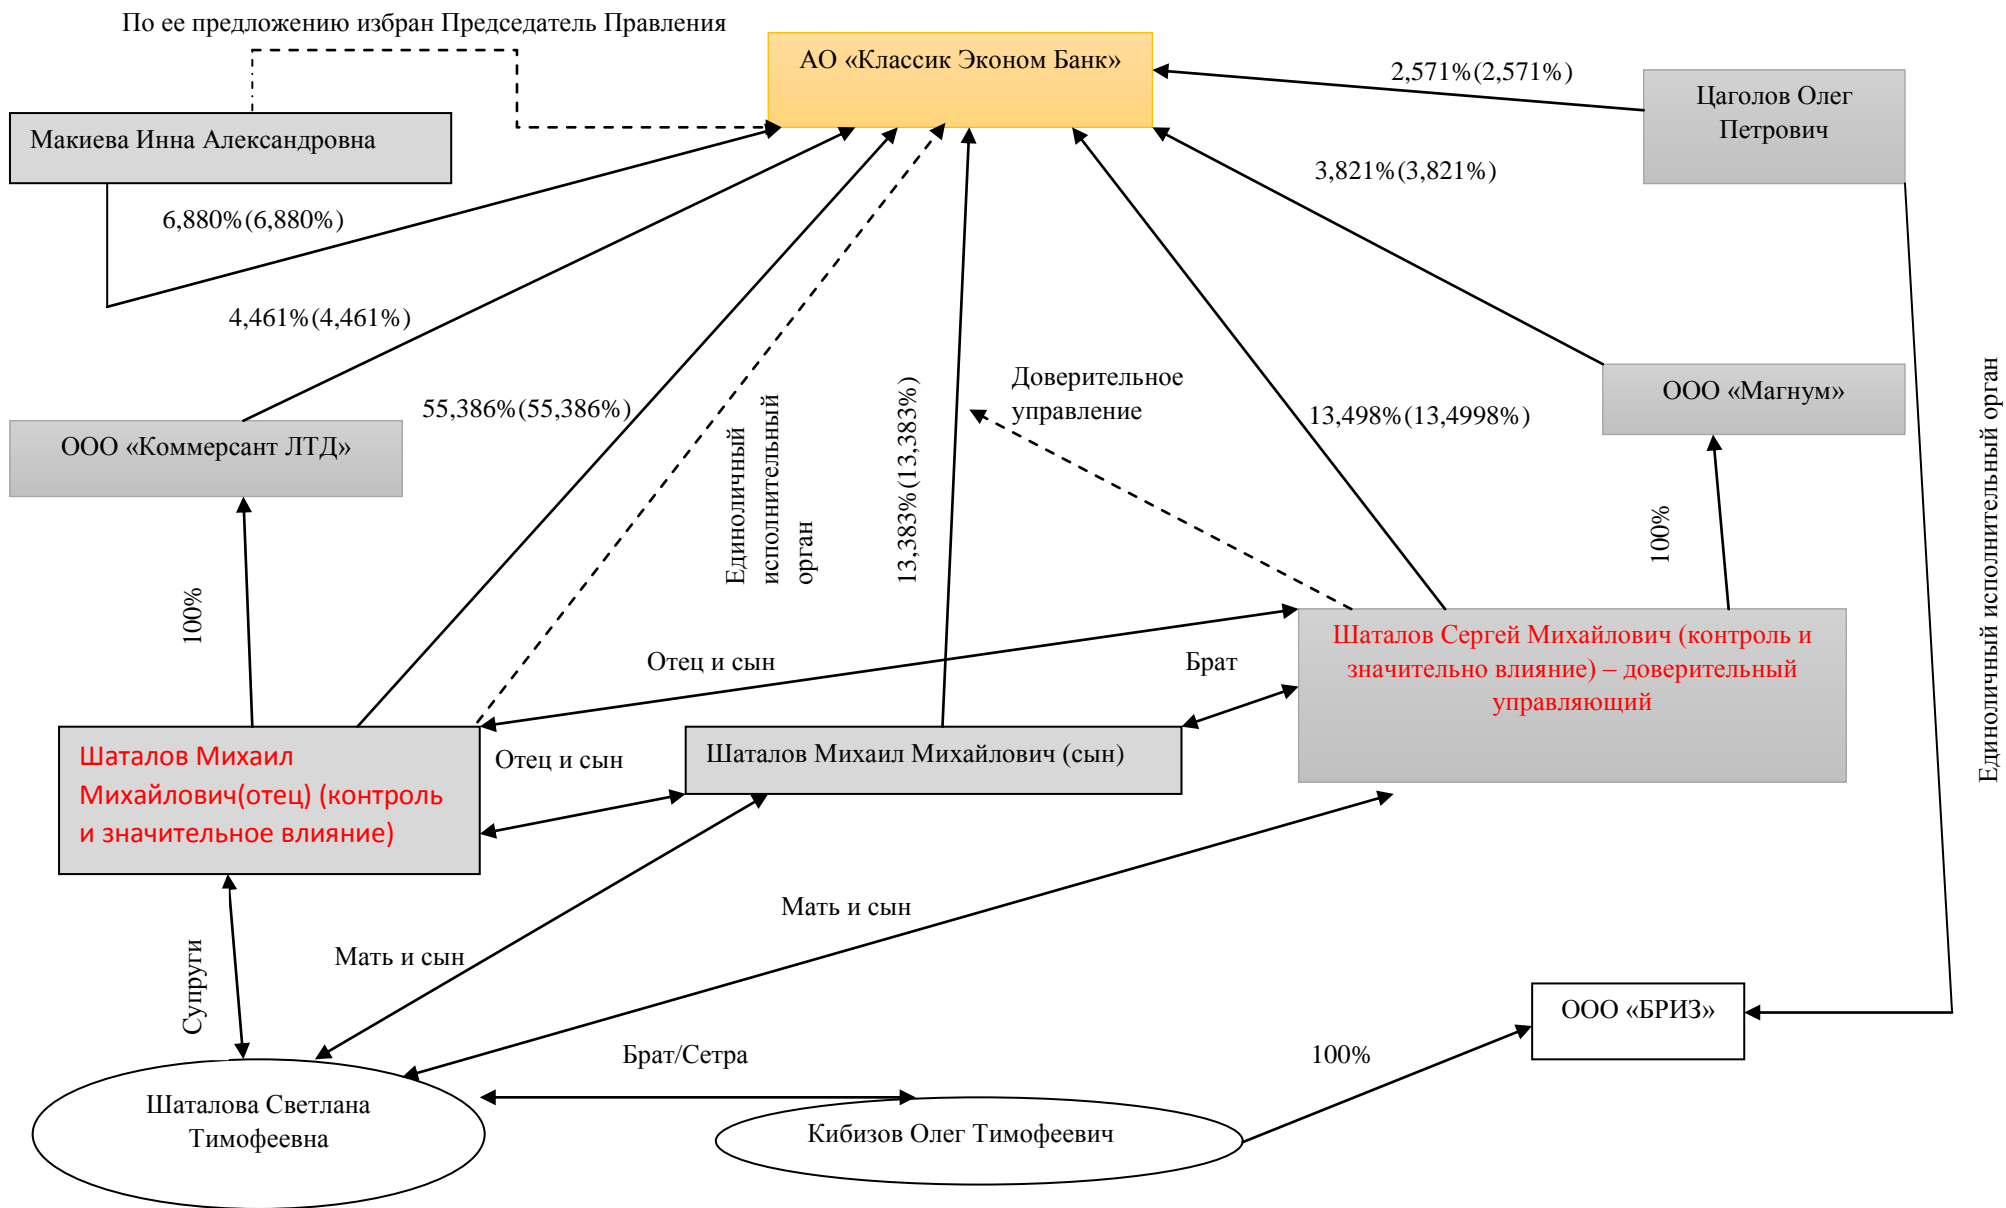 По ее предложению избран Председатель Правления
АО «Классик Эконом Банк»
2,571%(2,571%)
Цаголов Олег
Петрович
Макиева Инна Александровна
3,821%(3,821%)
6,880%(6,880%)
4,461%(4,461%)
55,386%(55,386%)
Единоличный
исполнительный
орган
13,383%(13,383%)
Доверительное
управление
13,498%(13,4998%)
ООО «Магнум»
Единоличный исполнительный орган
ООО «Коммерсант ЛТД»
100%
100%
Отец и сын
Брат
Шаталов Сергей Михайлович (контроль и
значительно влияние) – доверительный
управляющий
Шаталов Михаил
Михайлович(отец) (контроль
и значительное влияние)
Отец и сын
Шаталов Михаил Михайлович (сын)
Супруги
Мать и сын
Мать и сын
ООО «БРИЗ»
Брат/Сетра
100%
Шаталова Светлана
Тимофеевна
Кибизов Олег Тимофеевич